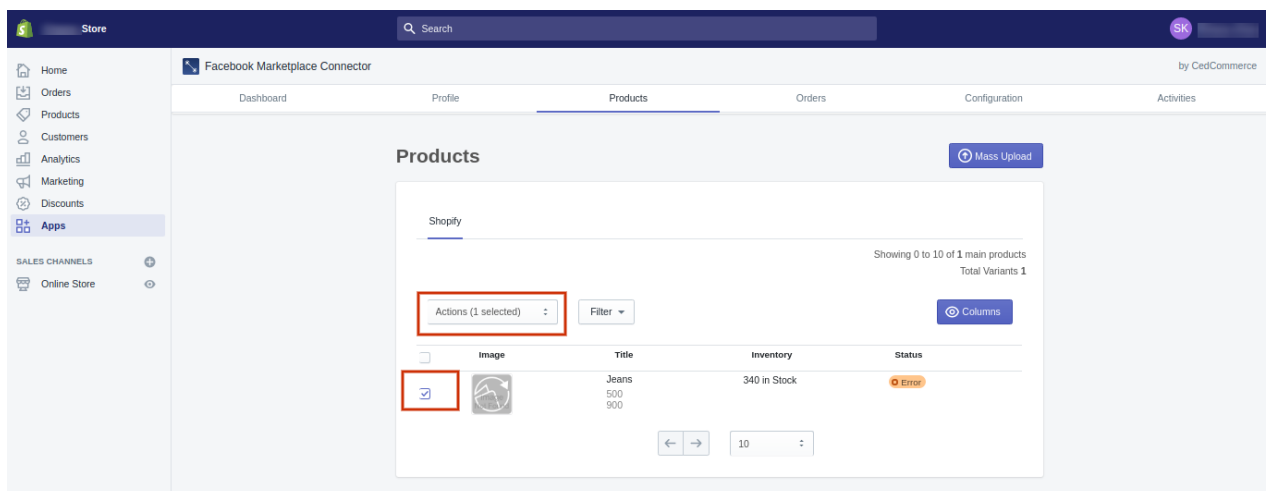 Store
Search
SK
Home
Orders
Products
Customers
Analytics
Marketing
Discounts
Apps
SALES CHANNELS
Online Store
Facebook Marketplace Connector
by CedCommerce
Dashboard
Profile
Products
Orders
Configuration
Activities
Products
Mass Upload
Shopify
Showing 0 to 10 of 1 main products
Total Variants 1
Actions (1 selected)
Filter
Columns
Image Title Inventory Status
Jeans 340 in Stock Error
500
900
10